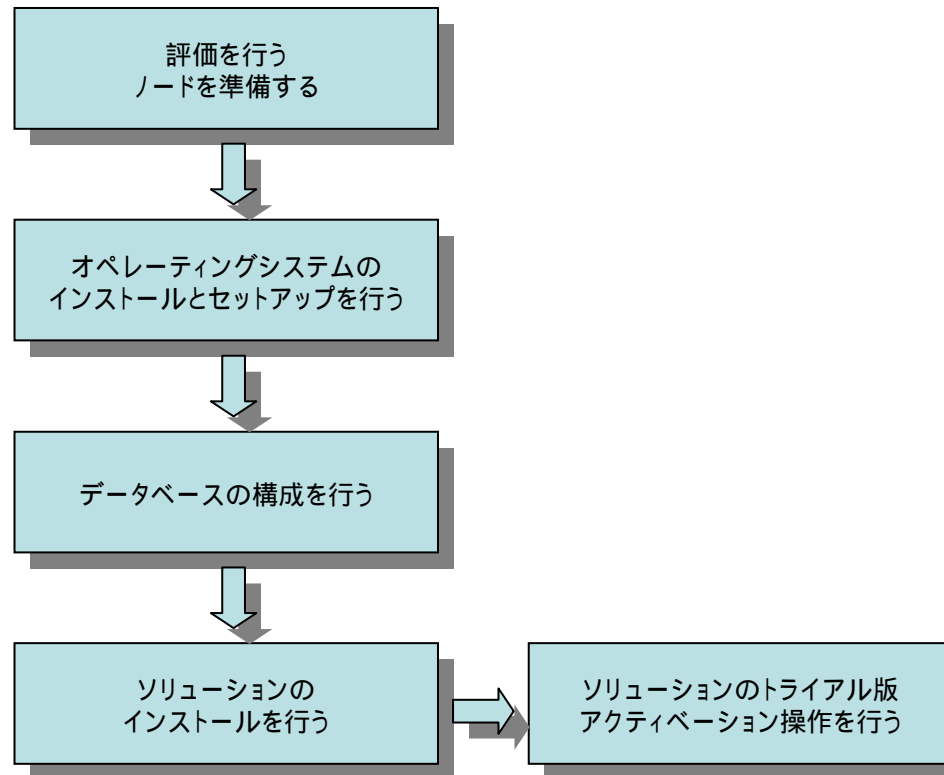 評価を行う
ノードを準備する
オペレーティングシステムの
インストールとセットアップを行う
データベースの構成を行う
ソリューションの
インストールを行う
ソリューションのトライアル版
アクティベーション操作を行う